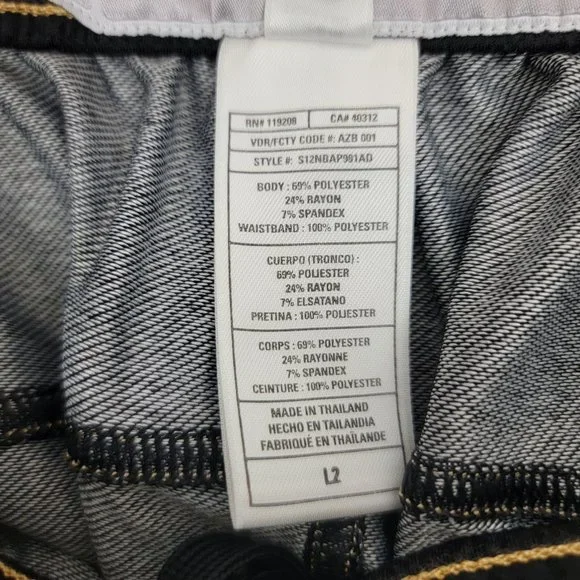 RN# 119208 CA# 40312
VDR/FCTY CODE #: AZB 001
STYLE #: S12NBAP981AD
BODY : 69% POLYESTER
24% RAYON
7% SPANDEX
WAISTBAND : 100% POLYESTER
CUERPO (TRONCO) :
69% POLIESTER
24% RAYON
7% ELSATANO
PRETINA : 100% POLYESTER
CORPS : 69% POLYESTER
24% RAYONNE
7% SPANDEX
CEINTURE : 100% POLYESTER
MADE IN THAILAND
HECHO EN TAILANDIA
FABRIQUÉ EN THAÏLANDE
L2